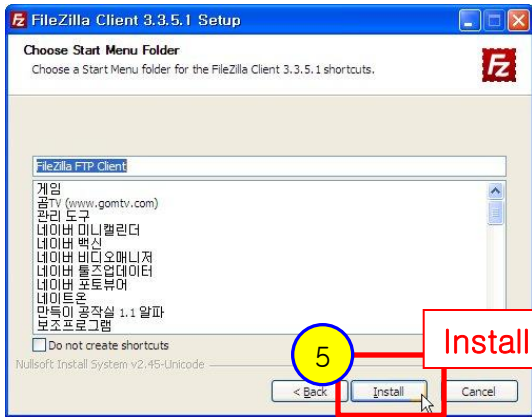 FileZilla Client 3.3.5.1 Setup
Choose Start Menu Folder
Choose a Start Menu folder for the FileZilla Client 3.3.5.1 shortcuts.
FileZilla FTP Client
게임
곰TV (www.gomtv.com)
관리 도구
네이버 미니캘린더
네이버 백신
네이버 비디오매니저
네이버 툴즈업데이터
네이버 포토뷰어
네이트온
만득이 공작실 1.1 알파
보조프로그램
Do not create shortcuts
5
Install
Nullsoft Install System v2.45-Unicode
< Back
Install
Cancel